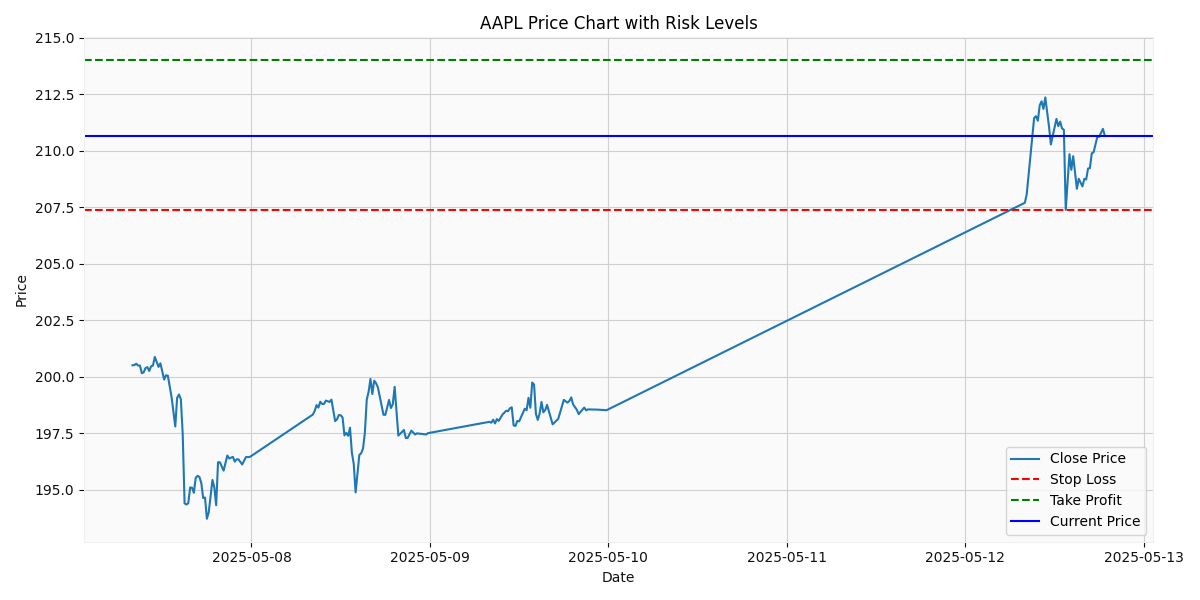 AAPL Price Chart with Risk Levels
215.0
212.5
210.0
207.5
205.0
202.5
200.0
197.5
195.0
Price
2025-05-08 2025-05-09 2025-05-10 2025-05-11 2025-05-12 2025-05-13
Date
Close Price
Stop Loss
Take Profit
Current Price